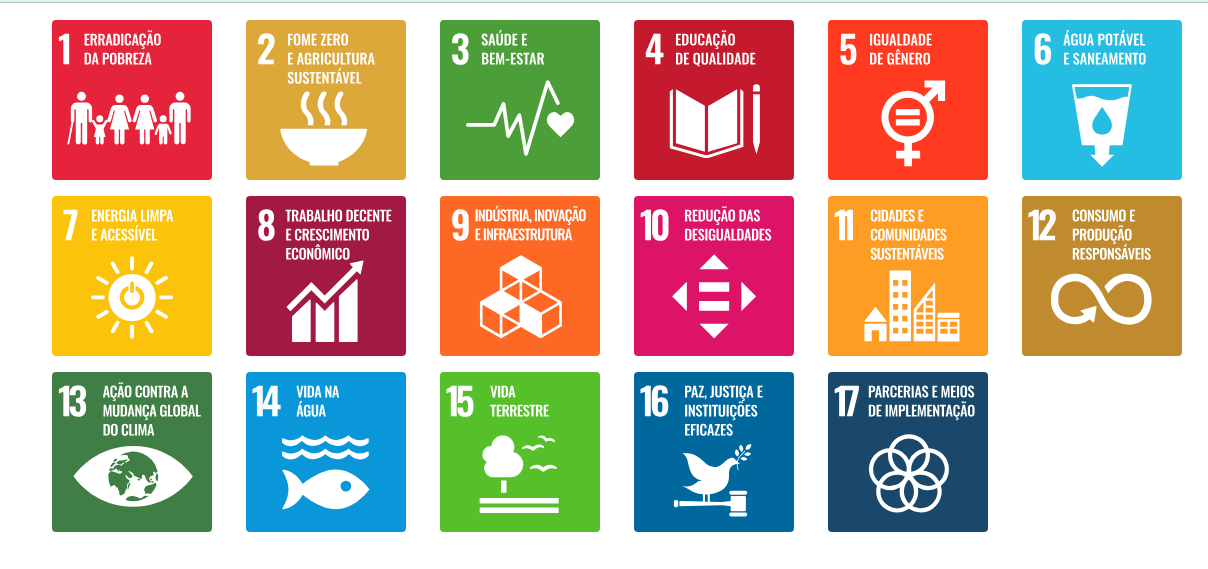 1 ERRADICAÇÃO
DA POBREZA
2 FOME ZERO
E AGRICULTURA
SUSTENTÁVEL
3 SAÚDE E
BEM-ESTAR
4 EDUCAÇÃO
DE QUALIDADE
5 IGUALDADE
DE GÊNERO
6 ÁGUA POTÁVEL
E SANEAMENTO
7 ENERGIA LIMPA
E ACESSÍVEL
8 TRABALHO DECENTE
E CRESCIMENTO
ECONÔMICO
9 INDÚSTRIA, INOVAÇÃO
E INFRAESTRUTURA
10 REDUÇÃO DAS
DESIGUALDADES
11 CIDADES E
COMUNIDADES
SUSTENTÁVEIS
12 CONSUMO E
PRODUÇÃO
RESPONSÁVEIS
13 AÇÃO CONTRA A
MUDANÇA GLOBAL
DO CLIMA
14 VIDA NA
ÁGUA
15 VIDA
TERRESTRE
16 PAZ, JUSTIÇA E
INSTITUIÇÕES
EFICAZES
17 PARCERIAS E MEIOS
DE IMPLEMENTAÇÃO